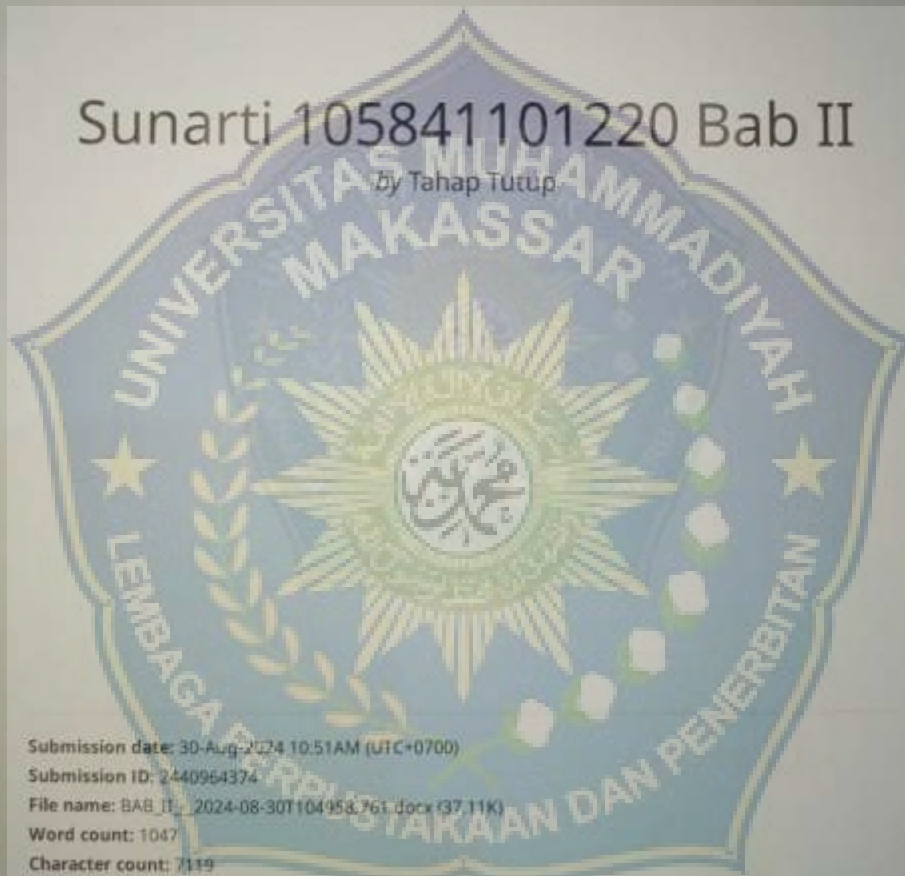 Sunarti 105841101220 Bab II
by Tahap Tutup
UNIVERSITAS MUHAMMADIYAH
MAKASSAR
محمدية
LEMBAGA PERPUSTAKAAN DAN PENERBITAN
Submission date: 30-Aug-2024 10:51AM (UTC+0700)
Submission ID: 2440964374
File name: BAB_II_._2024-08-30T104958.761.docx (37.11K)
Word count: 1047
Character count: 7119